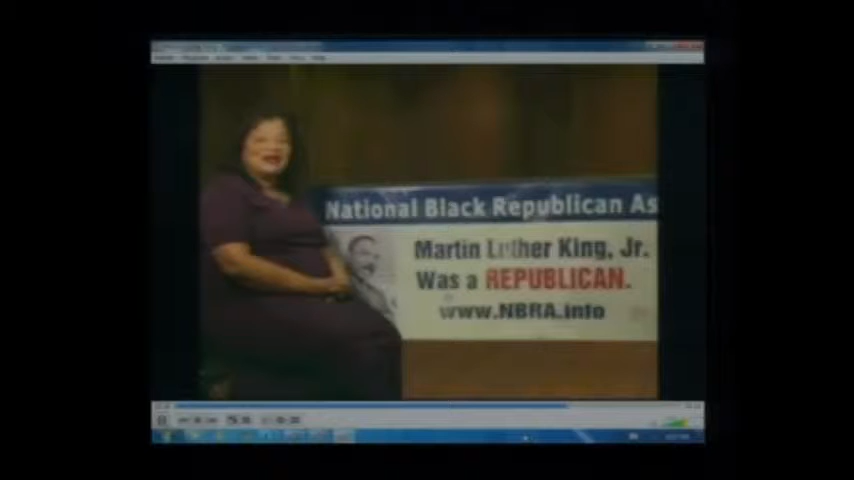 National Black Republican As
Martin Luther King, Jr.
Was a REPUBLICAN.
www.NBRA.info